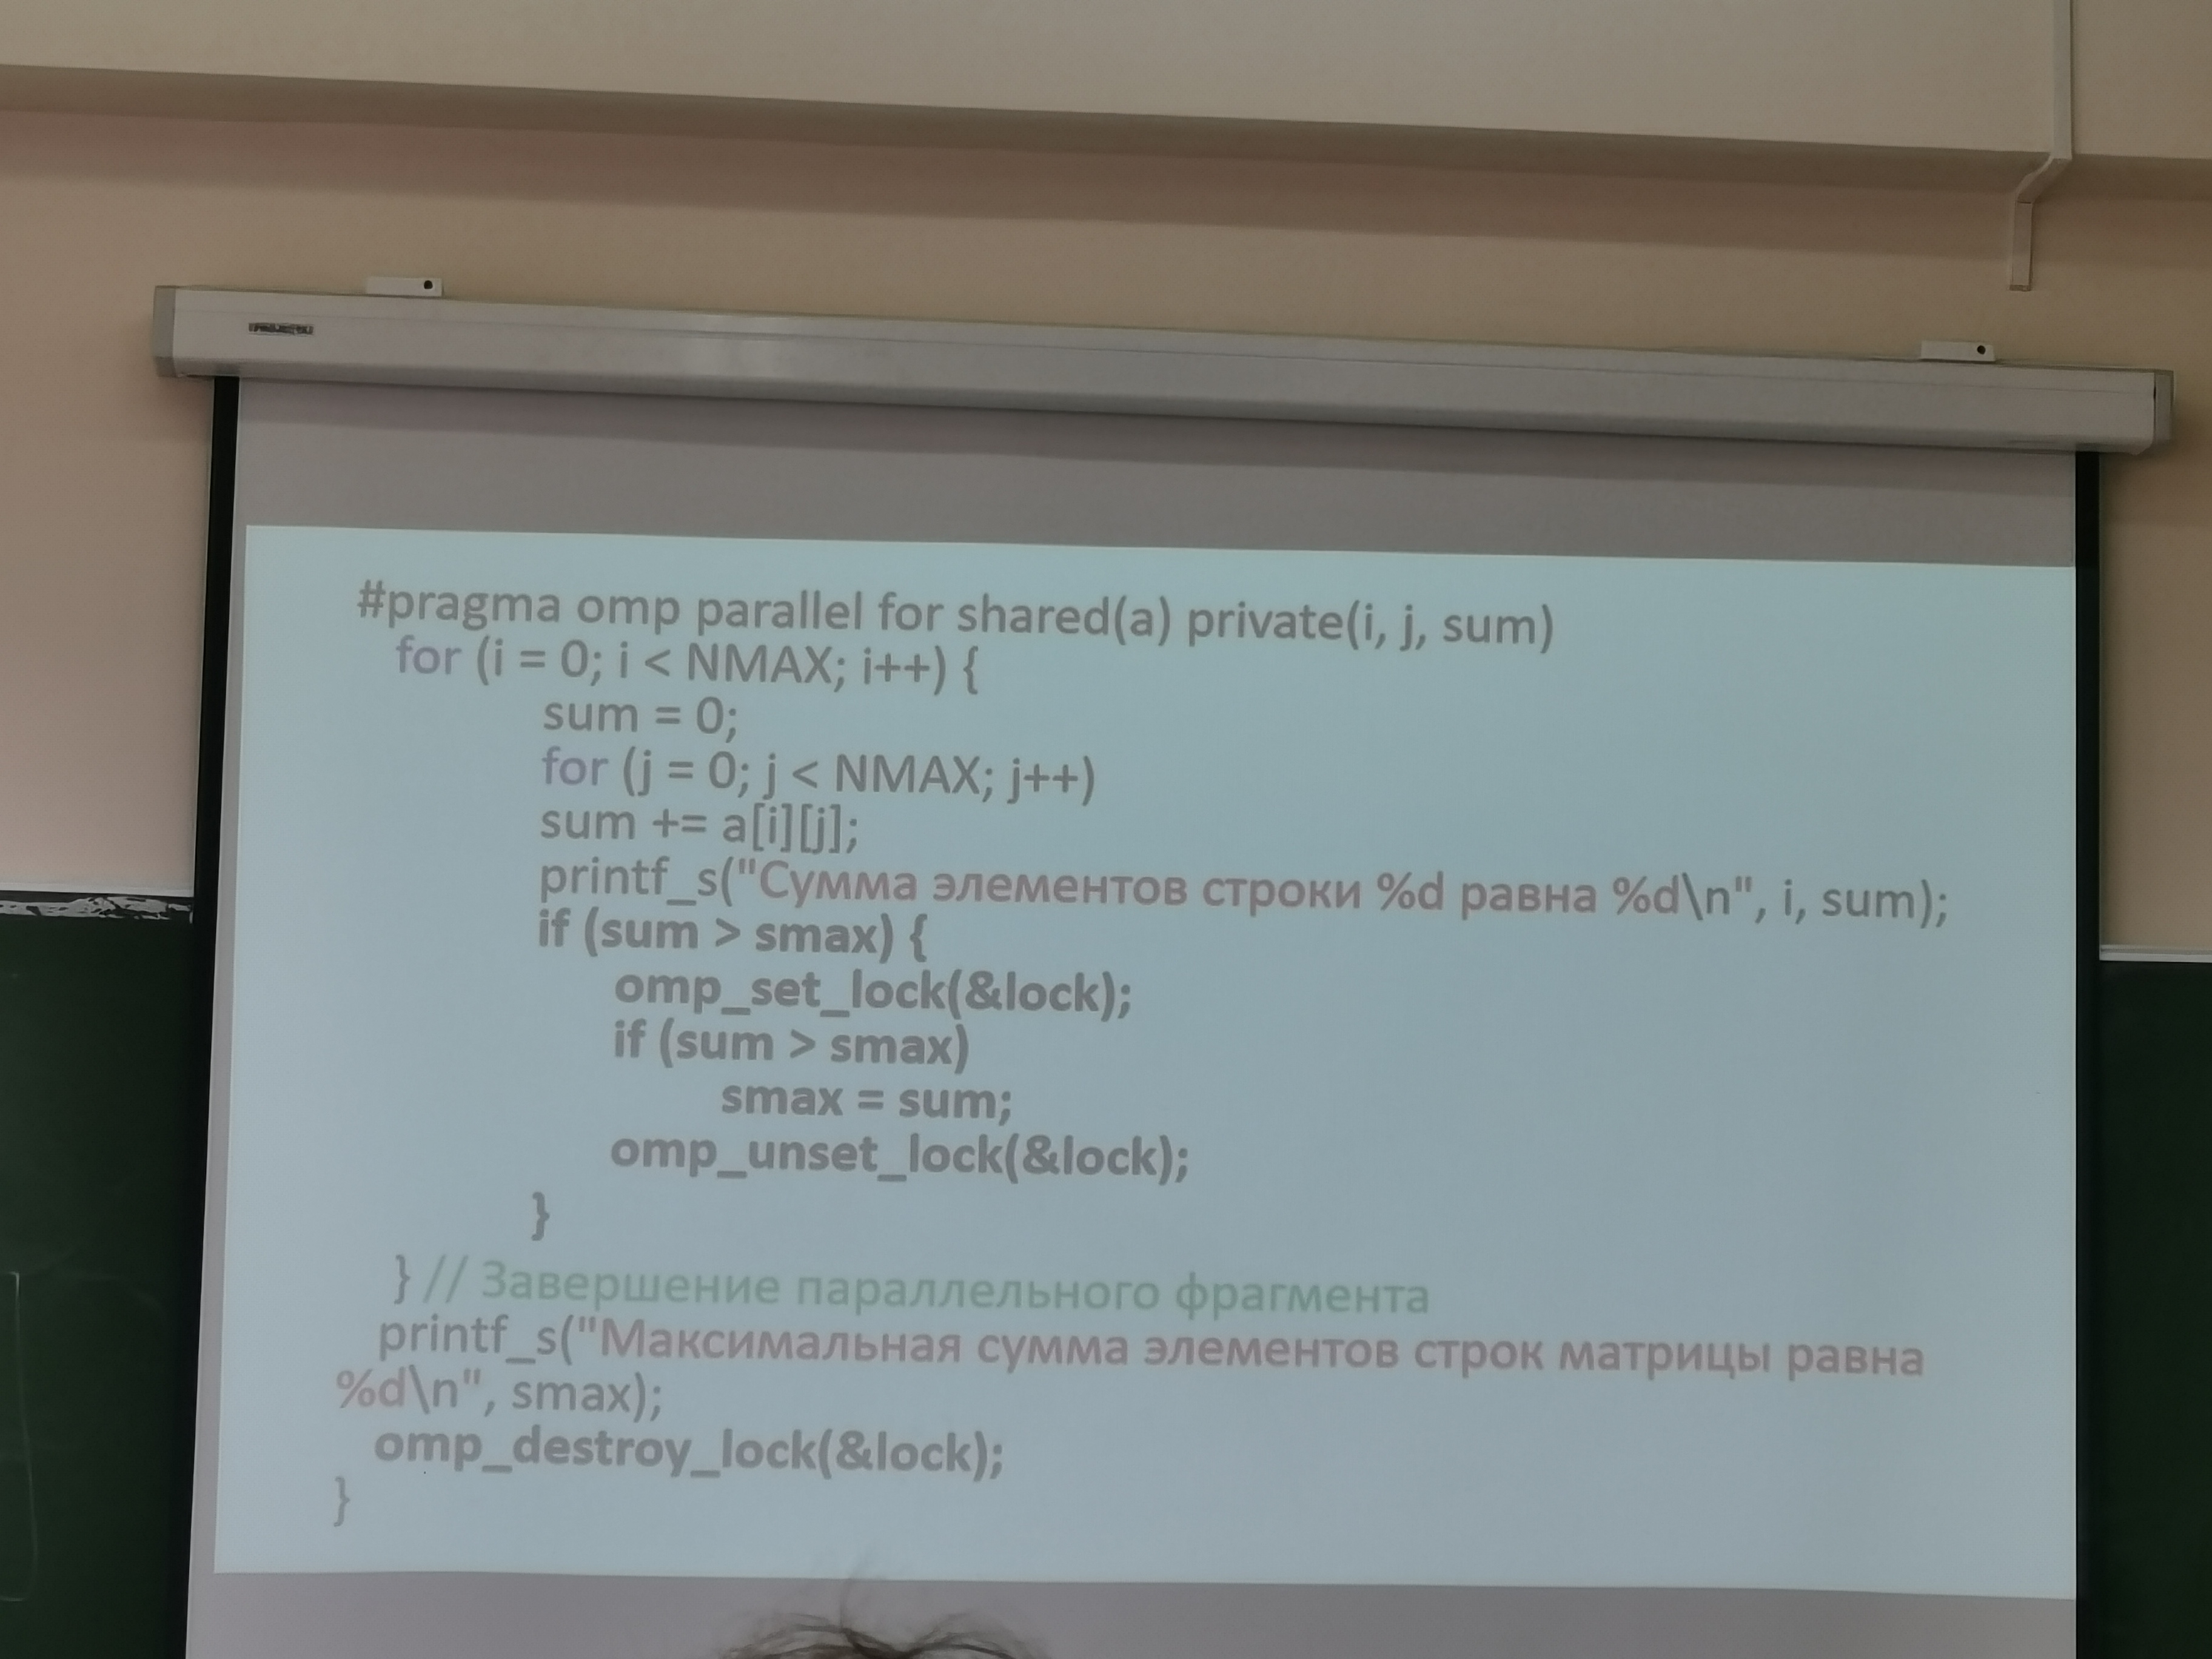 #pragma omp parallel for shared(a) private(i, j, sum)
for (i = 0; i < NMAX; i++) {
sum = 0;
for (j = 0; j < NMAX; j++)
sum += a[i][j];
printf_s("Сумма элементов строки %d равна %d\n", i, sum);
if (sum > smax) {
omp_set_lock(&lock);
if (sum > smax)
smax = sum;
omp_unset_lock(&lock);
}
} // Завершение параллельного фрагмента
printf_s("Максимальная сумма элементов строк матрицы равна
%d\n", smax);
omp_destroy_lock(&lock);
}